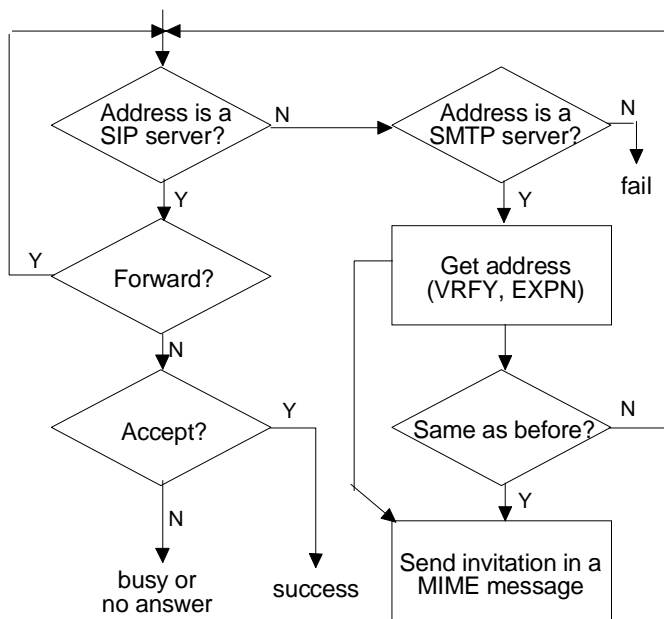 Address is a
SIP server?
N
Address is a
SMTP server?
N
fail
Y
Y
Y
Forward?
Get address
(VRFY, EXPN)
N
Accept?
Y
Same as before?
N
N
Y
busy or
no answer
success
Send invitation in a
MIME message